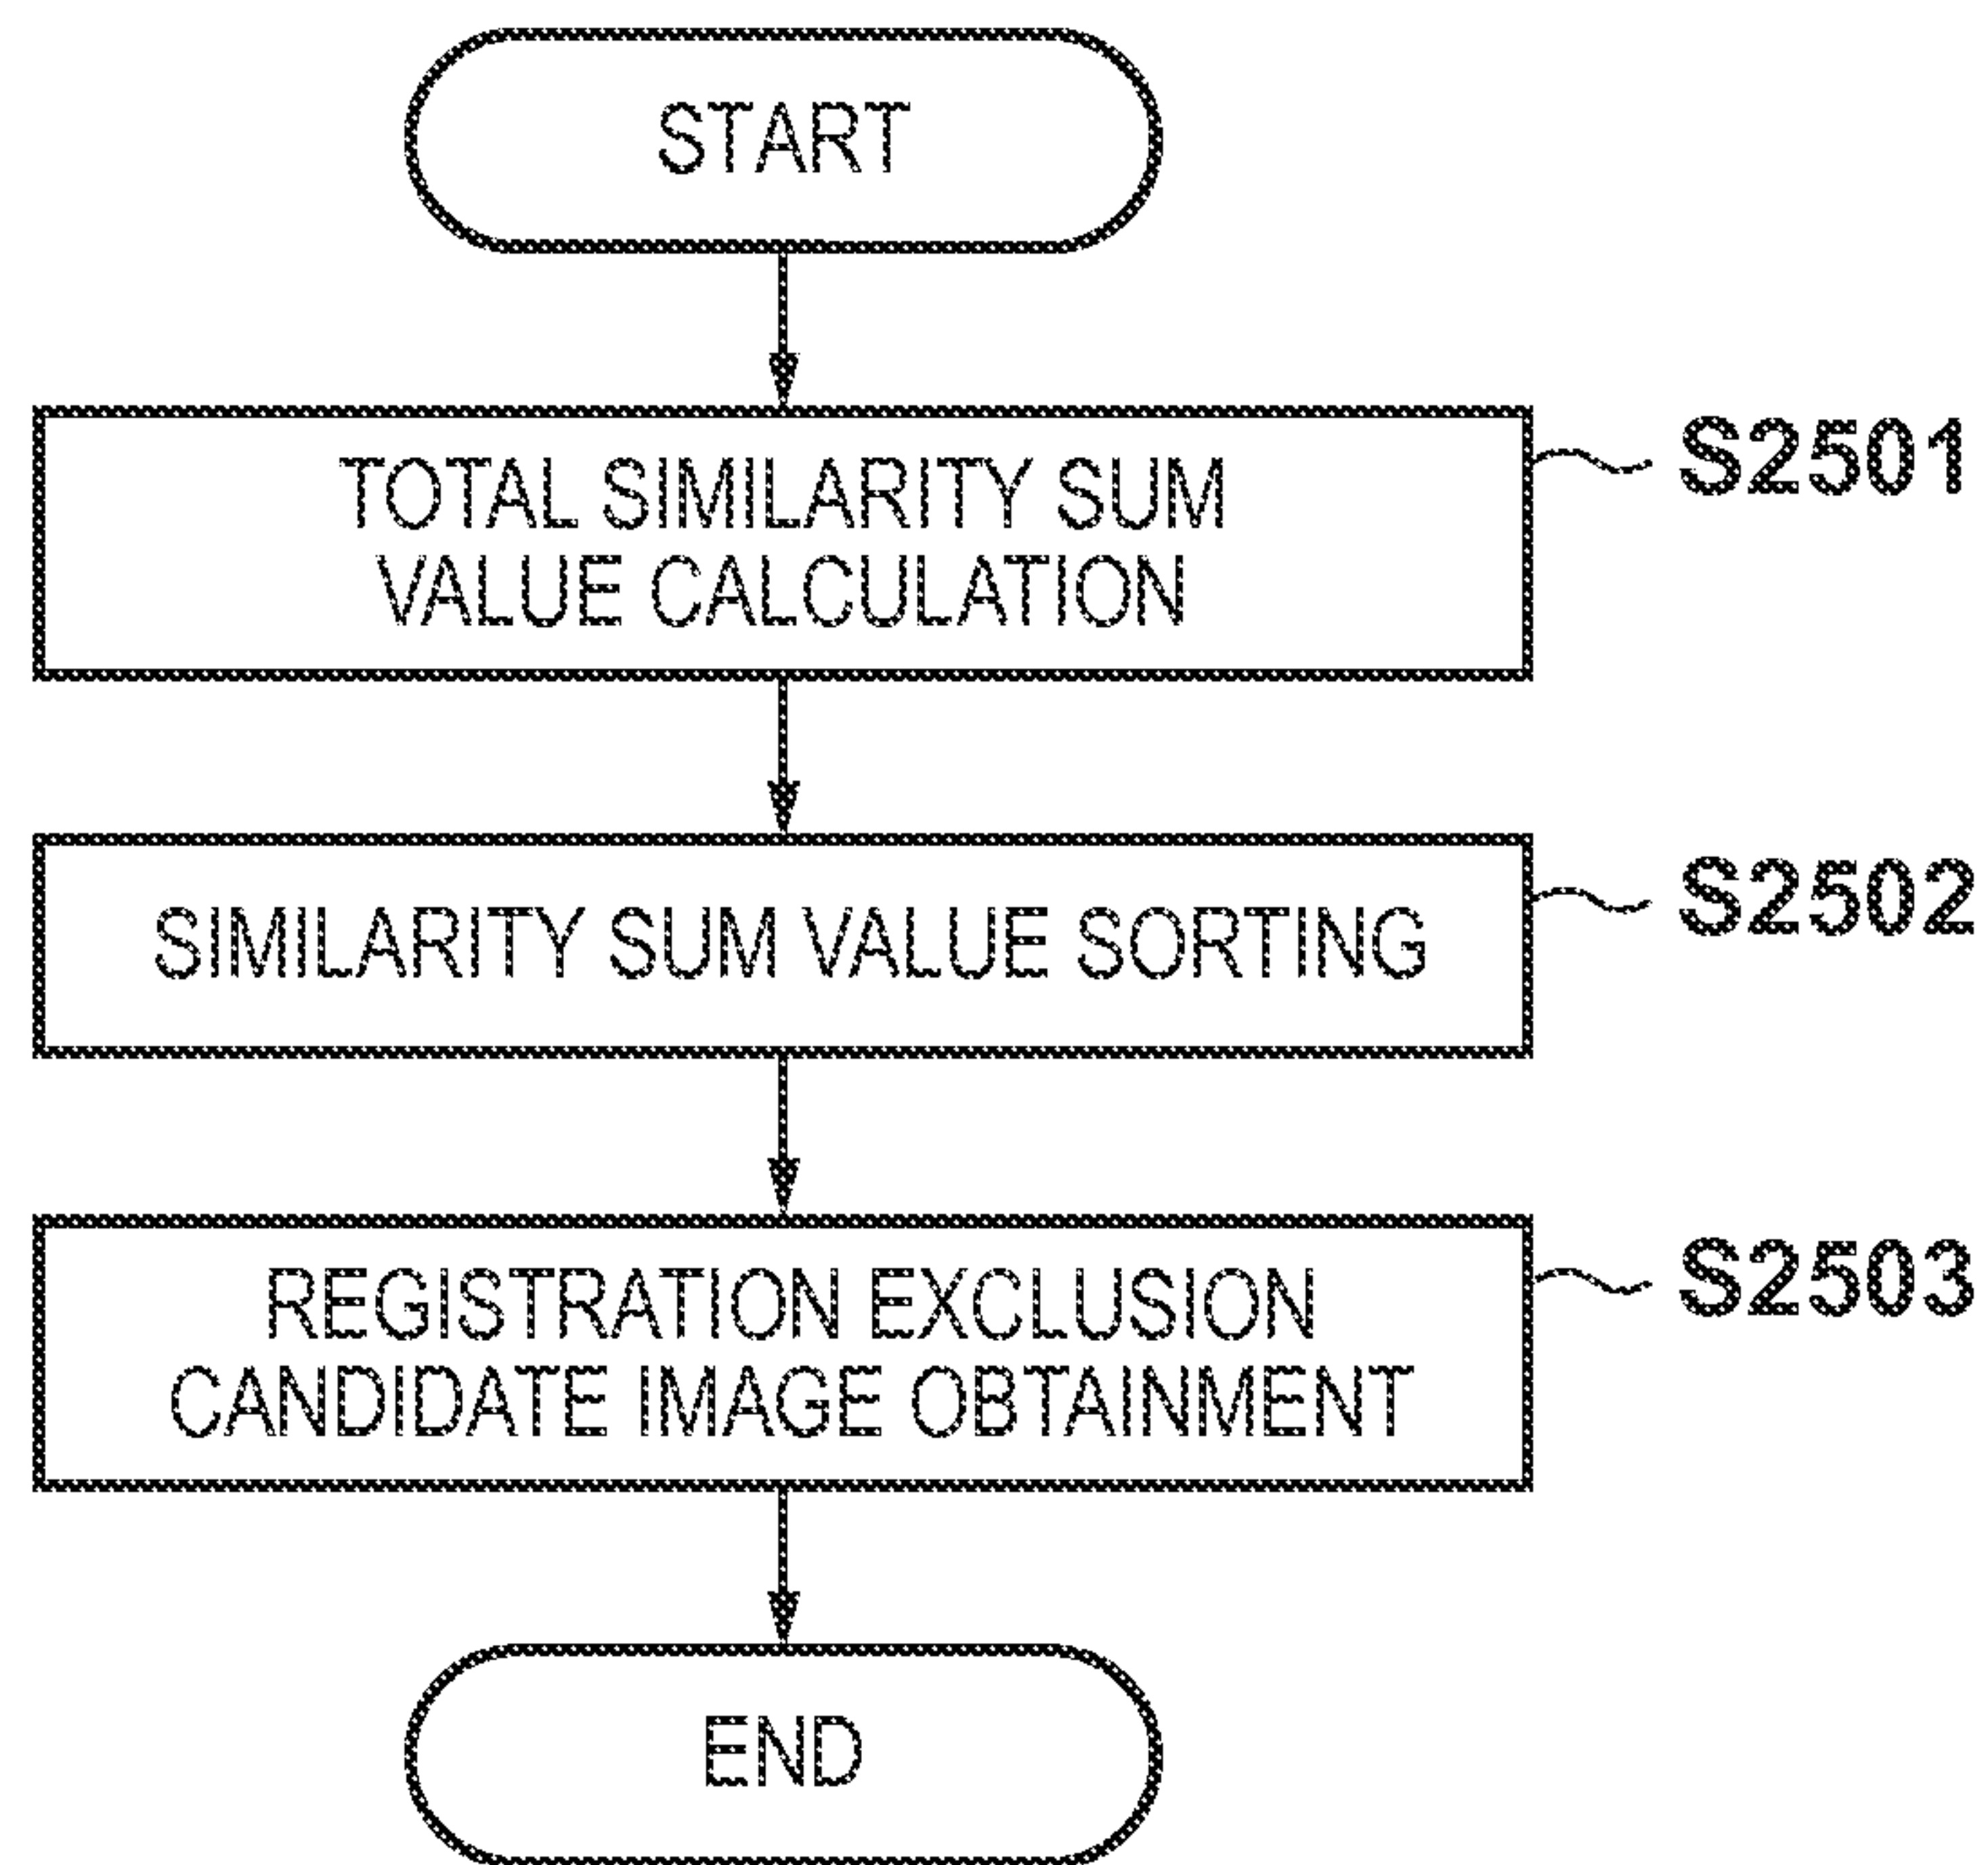 START
TOTAL SIMILARITY SUM
VALUE CALCULATION
S2501
SIMILARITY SUM VALUE SORTING
S2502
REGISTRATION EXCLUSION
CANDIDATE IMAGE OBTAINMENT
S2503
END